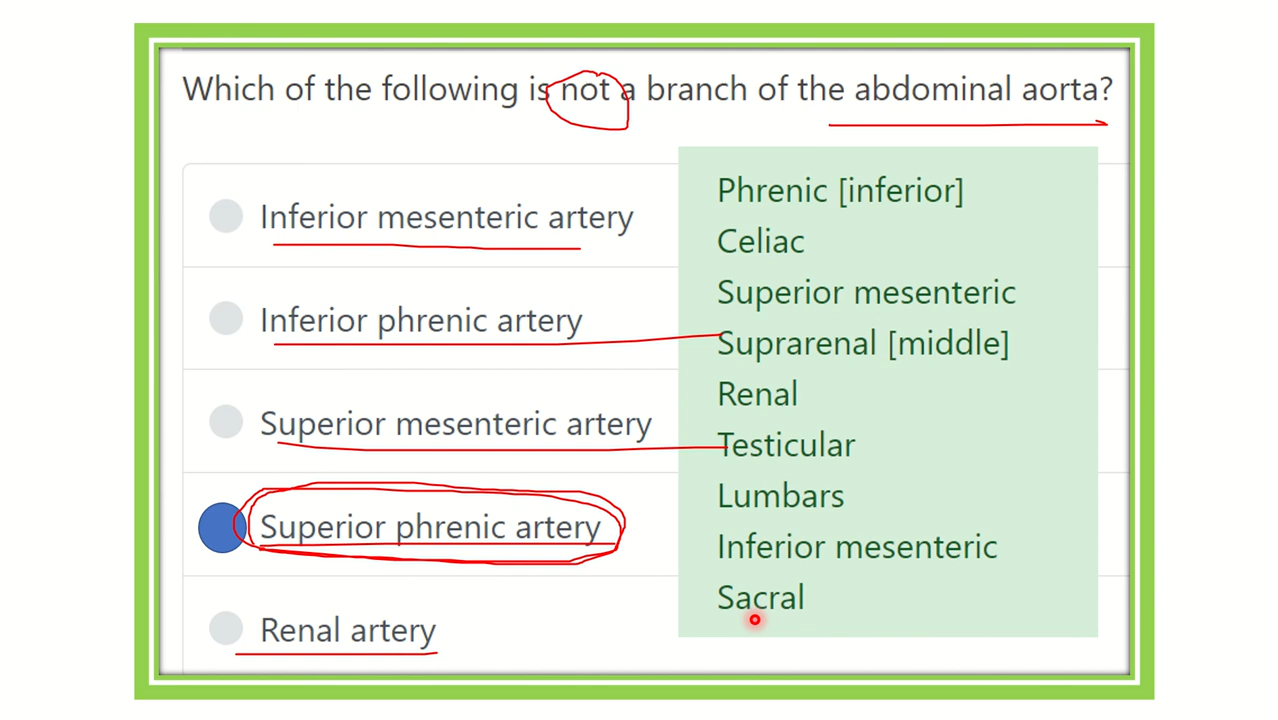 Which of the following is not a branch of the abdominal aorta?
Inferior mesenteric artery
Inferior phrenic artery
Superior mesenteric artery
Superior phrenic artery
Renal artery
Phrenic [inferior]
Celiac
Superior mesenteric
Suprarenal [middle]
Renal
Testicular
Lumbars
Inferior mesenteric
Sacral